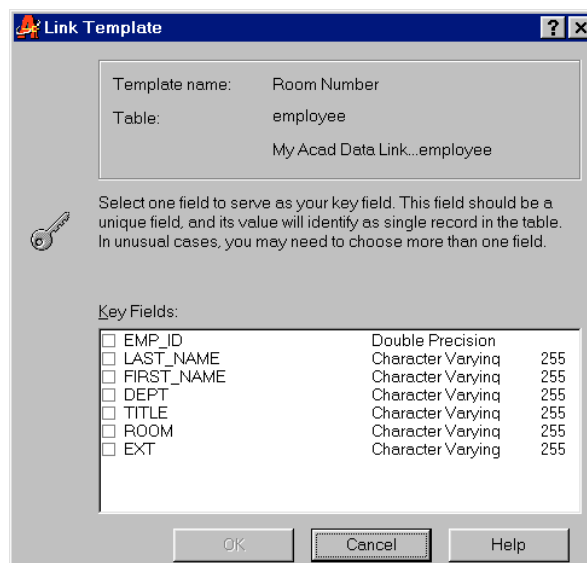 Link Template
Template name: Room Number
Table: employee
My Acad Data Link...employee
Select one field to serve as your key field. This field should be a
unique field, and its value will identify as single record in the table.
In unusual cases, you may need to choose more than one field.
Key Fields:
EMP_ID Double Precision
LAST_NAME Character Varying 255
FIRST_NAME Character Varying 255
DEPT Character Varying 255
TITLE Character Varying 255
ROOM Character Varying 255
EXT Character Varying 255
OK Cancel Help